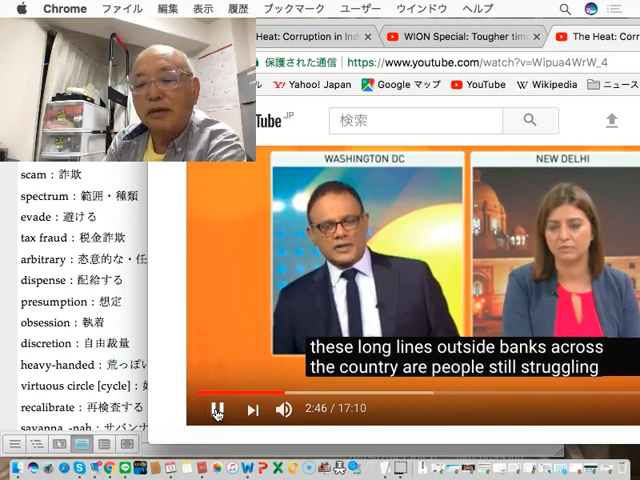 Chrome ファイル 編集 表示 履歴 ブックマーク ユーザー ウインドウ ヘルプ
Heat: Corruption in Ind
WION Special: Tougher time
The Heat: Corr
保護された通信 https://www.youtube.com/watch?v=Wipua4WrW_4
Yahoo! Japan Google マップ YouTube Wikipedia ニュース
Tube JP
検索
WASHINGTON DC
NEW DELHI
scam : 詐欺
spectrum : 範囲・種類
evade : 避ける
tax fraud : 税金詐欺
arbitrary : 恣意的な・任
dispense : 配給する
presumption : 想定
obsession : 執着
discretion : 自由裁量
heavy-handed : 荒っぽい
virtuous circle [cycle] :
recalibrate : 再検査する
savanna, -nah : サバンナ
these long lines outside banks across
the country are people still struggling
2:46 / 17:10